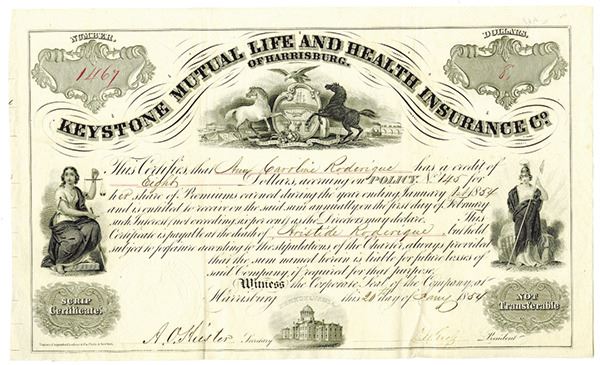 NUMBER.
1467
DOLLARS.
8.
KEYSTONE MUTUAL LIFE AND HEALTH INSURANCE Co.
OF HARRISBURG.
This Certifies that Ann Caroline Roderigue has a credit of
Eight Dollars, accruing on POLICY No 145 for
her share of Premiums earned during the year ending January 1st 1854
and is entitled to receive on the said sum annually on the first day of February
such Interest, not exceeding six per cent, as the Directors may declare. This
Certificate is payable at the death of Aristide Roderigue, but held
subject to forfeiture according to the stipulations of the Charter, always provided
that the sum named herein is liable for future losses of
said Company, if required for that purpose.
Witness the Corporate Seal of the Company, at
Harrisburg this day of Jany 1854
SCRIP
Certificate.
NOT
Transferable
Secretary
President